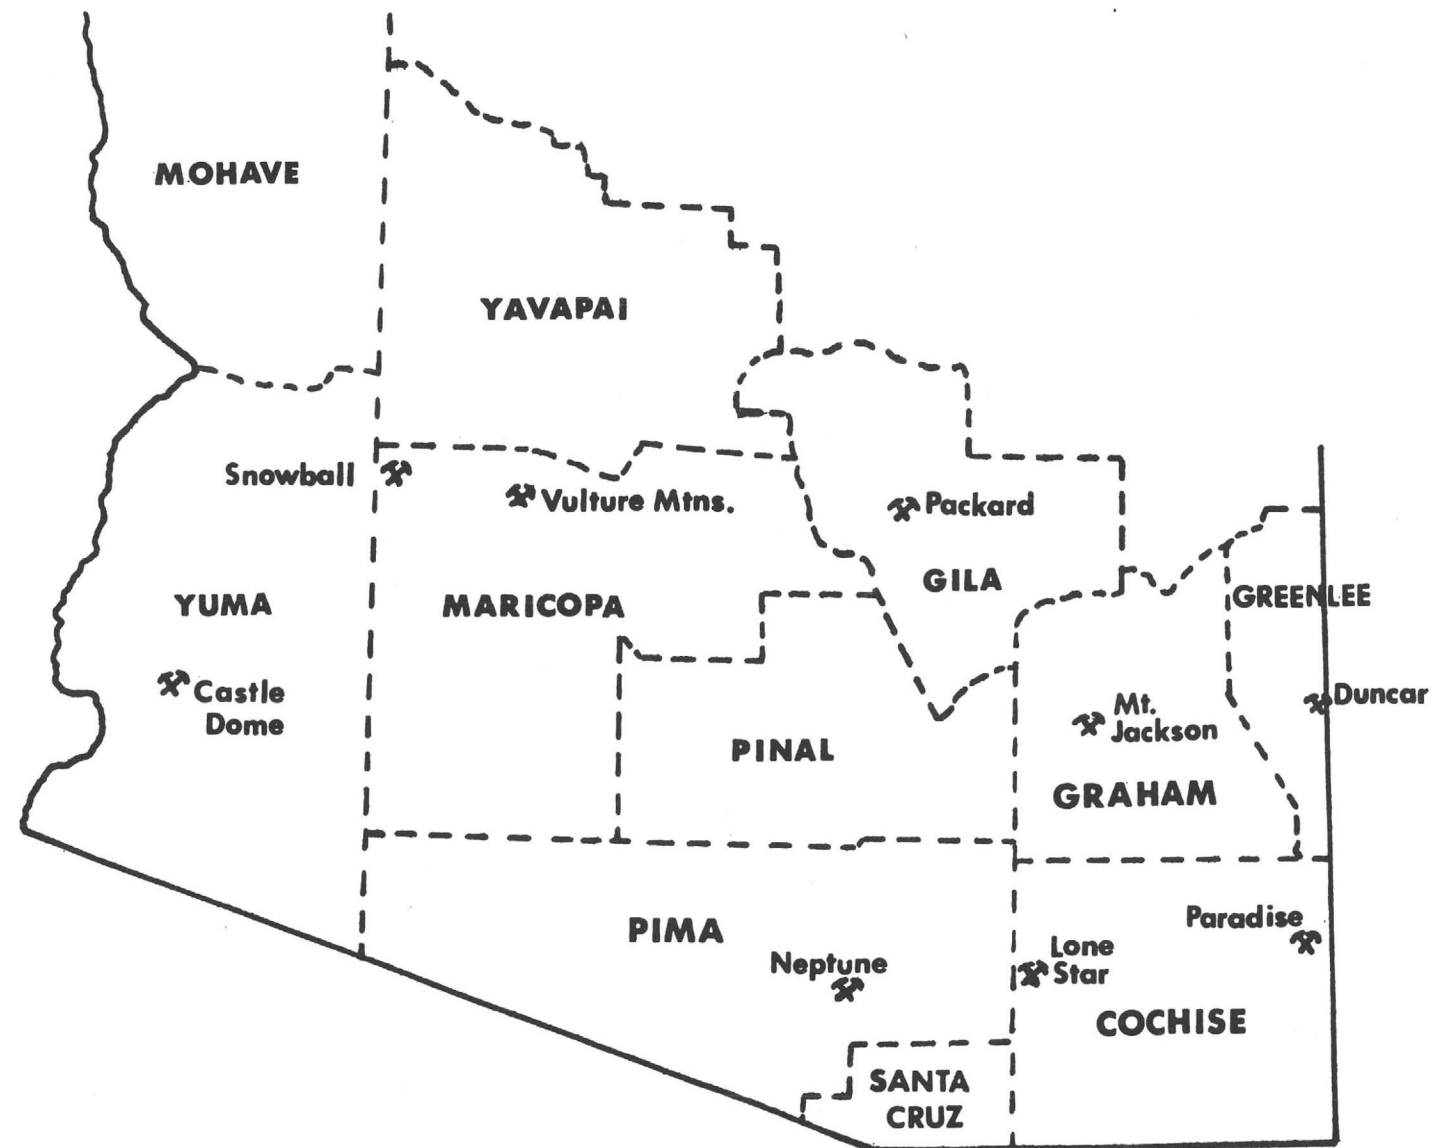 MOHAVE
YAVAPAI
Snowball
Vulture Mtns.
Packard
GILA
GREENLEE
YUMA
MARICOPA
Castle
Dome
Duncar
Mt.
Jackson
PINAL
GRAHAM
Paradise
PIMA
Neptune
Lone
Star
COCHISE
SANTA
CRUZ